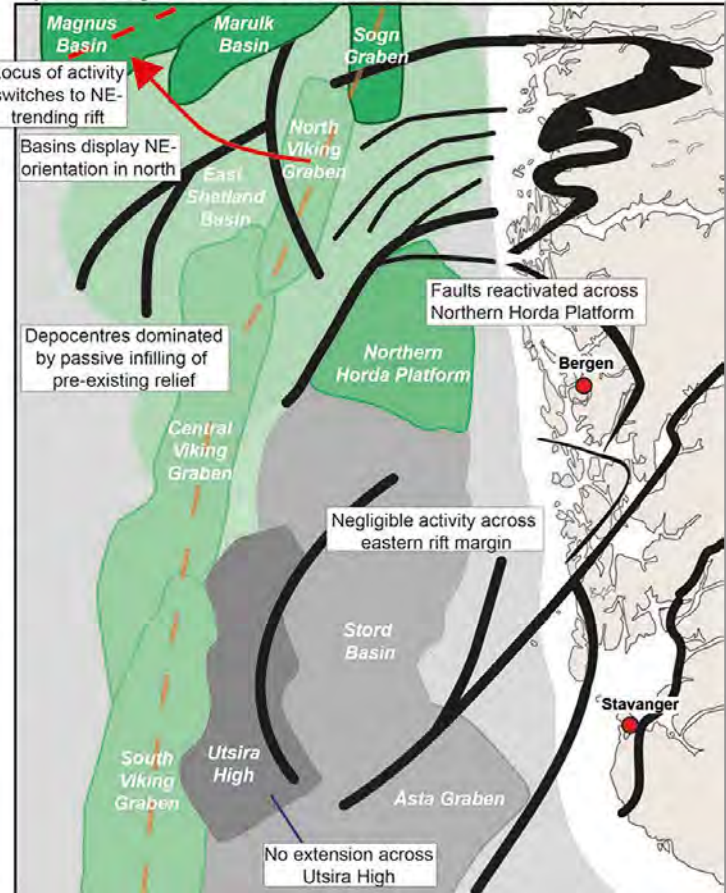 Magnus
Basin
Marulk
Basin
Sogn
Graben
Locus of activity
switches to NE-
trending rift
Basins display NE-
orientation in north
North
Viking
Graben
East
Shetland
Basin
Faults reactivated across
Northern Horda Platform
Depocentres dominated
by passive infilling of
pre-existing relief
Northern
Horda Platform
Bergen
Central
Viking
Graben
Negligible activity across
eastern rift margin
Stord
Basin
Stavanger
Utsira
High
South
Viking
Graben
Åsta Graben
No extension across
Utsira High